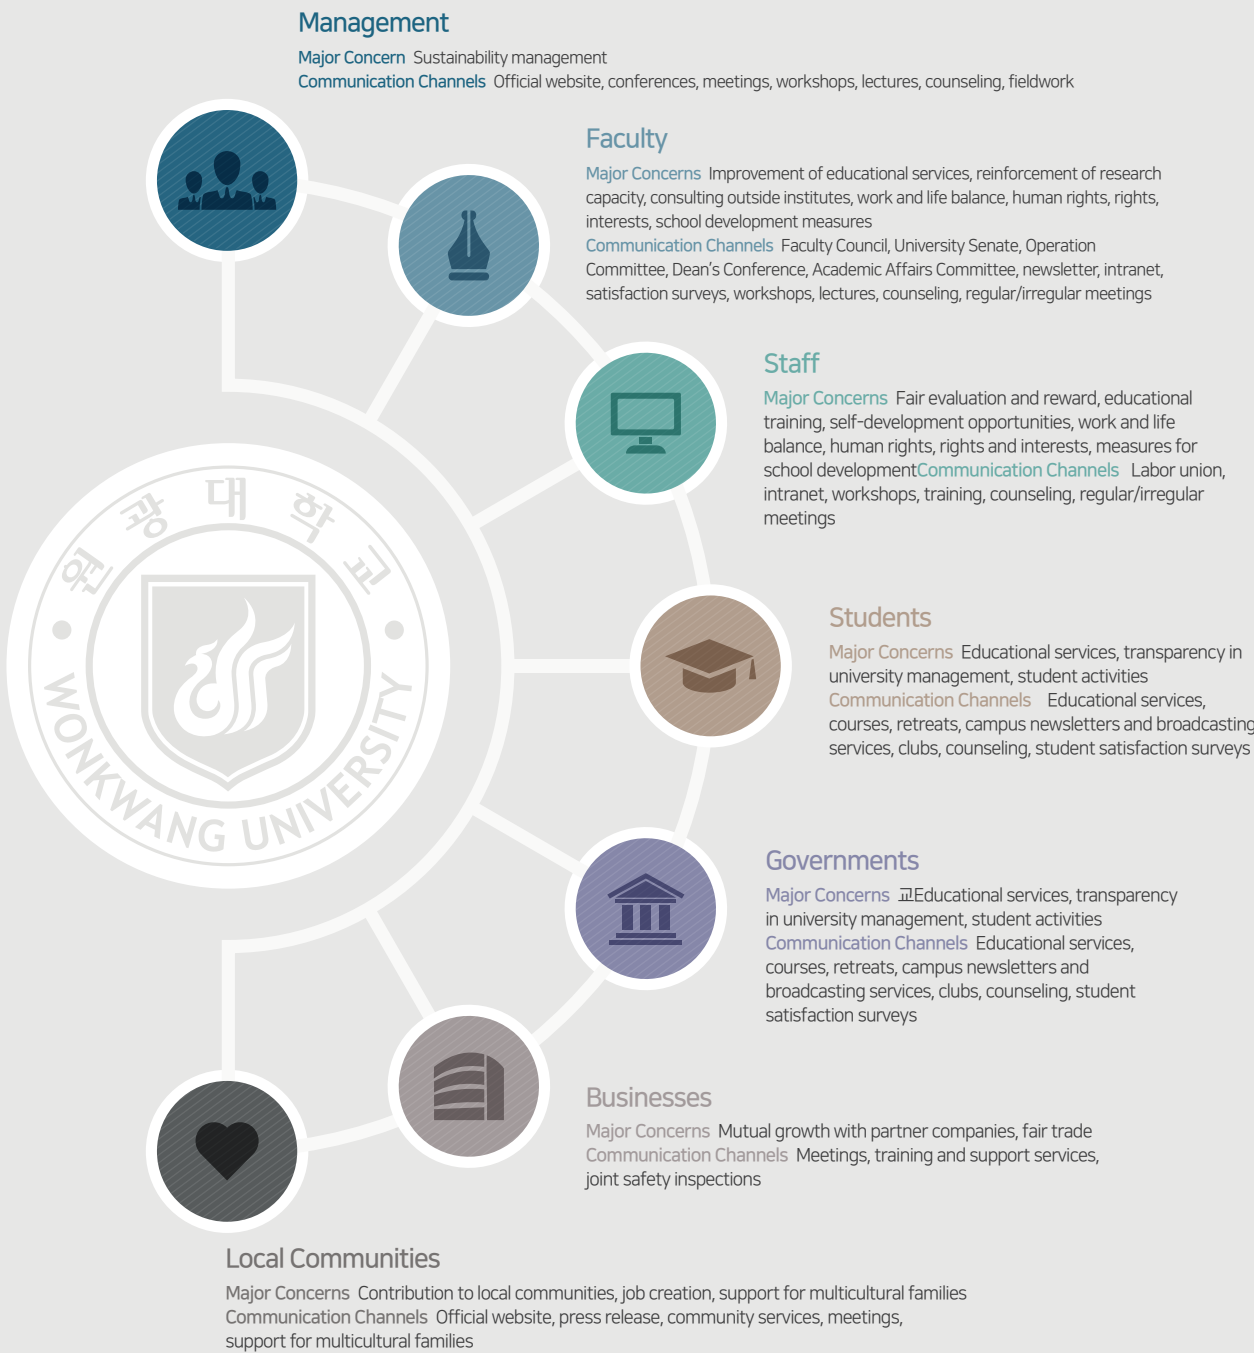 Management
Major Concern Sustainability management
Communication Channels Official website, conferences, meetings, workshops, lectures, counseling, fieldwork
Faculty
Major Concerns Improvement of educational services, reinforcement of research
capacity, consulting outside institutes, work and life balance, human rights, rights,
interests, school development measures
Communication Channels Faculty Council, University Senate, Operation
Committee, Dean's Conference, Academic Affairs Committee, newsletter, intranet,
satisfaction surveys, workshops, lectures, counseling, regular/irregular meetings
Staff
Major Concerns Fair evaluation and reward, educational
training, self-development opportunities, work and life
balance, human rights, rights and interests, measures for
school developmentCommunication Channels Labor union,
intranet, workshops, training, counseling, regular/irregular
meetings
원광대학교
WONKWANG UNIVERSITY
Students
Major Concerns Educational services, transparency in
university management, student activities
Communication Channels Educational services,
courses, retreats, campus newsletters and broadcasting
services, clubs, counseling, student satisfaction surveys
Governments
Major Concerns 교Educational services, transparency
in university management, student activities
Communication Channels Educational services,
courses, retreats, campus newsletters and
broadcasting services, clubs, counseling, student
satisfaction surveys
Businesses
Major Concerns Mutual growth with partner companies, fair trade
Communication Channels Meetings, training and support services,
joint safety inspections
Local Communities
Major Concerns Contribution to local communities, job creation, support for multicultural families
Communication Channels Official website, press release, community services, meetings,
support for multicultural families